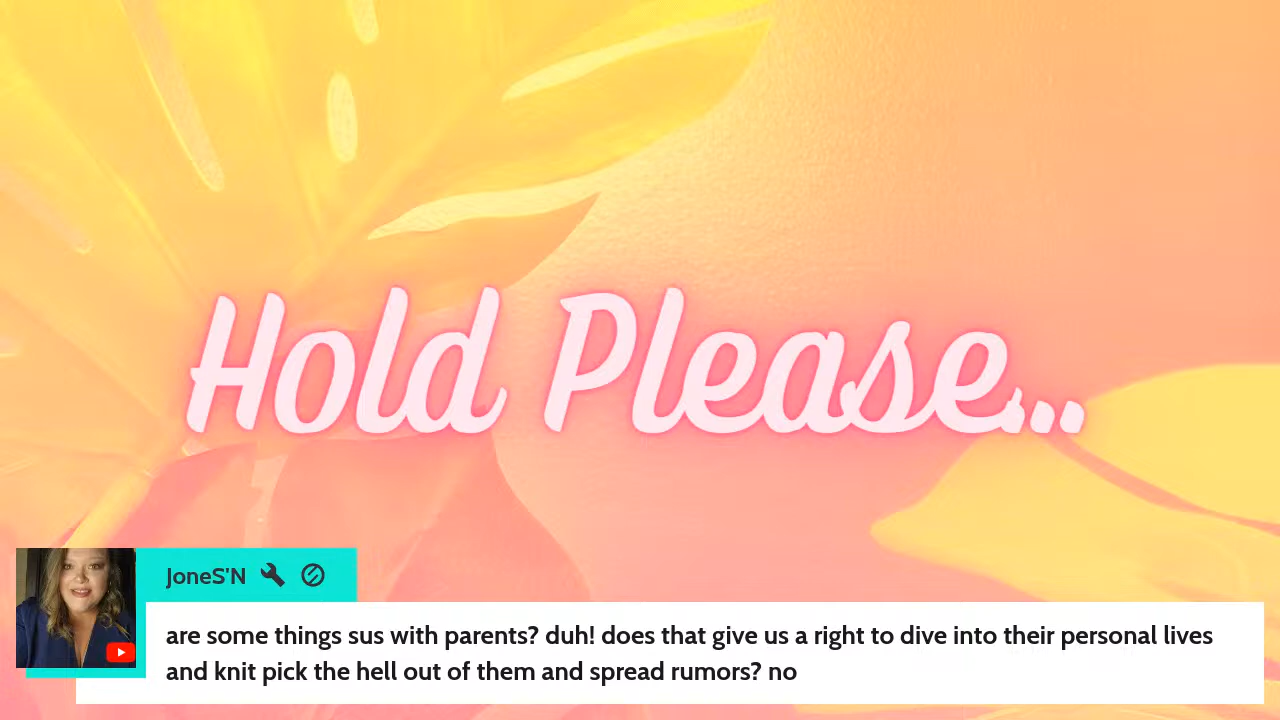 Hold Please...
JoneS'N
are some things sus with parents? duh! does that give us a right to dive into their personal lives
and knit pick the hell out of them and spread rumors? no